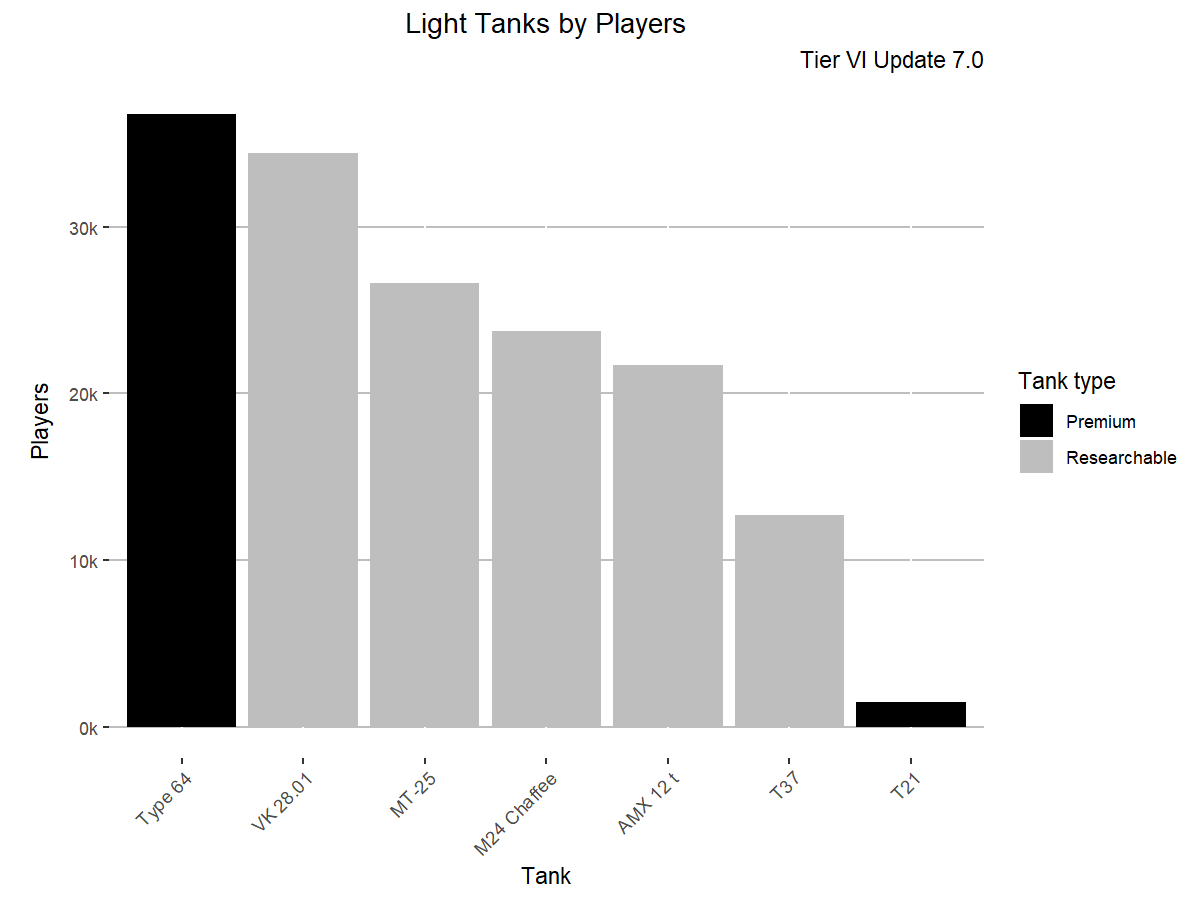 Light Tanks by Players
Tier VI Update 7.0
Players
30k
20k
10k
0k
Type 64
VK 28.01
MT-25
M24 Chaffee
AMX 12 t
T37
T21
Tank
Tank type
Premium
Researchable